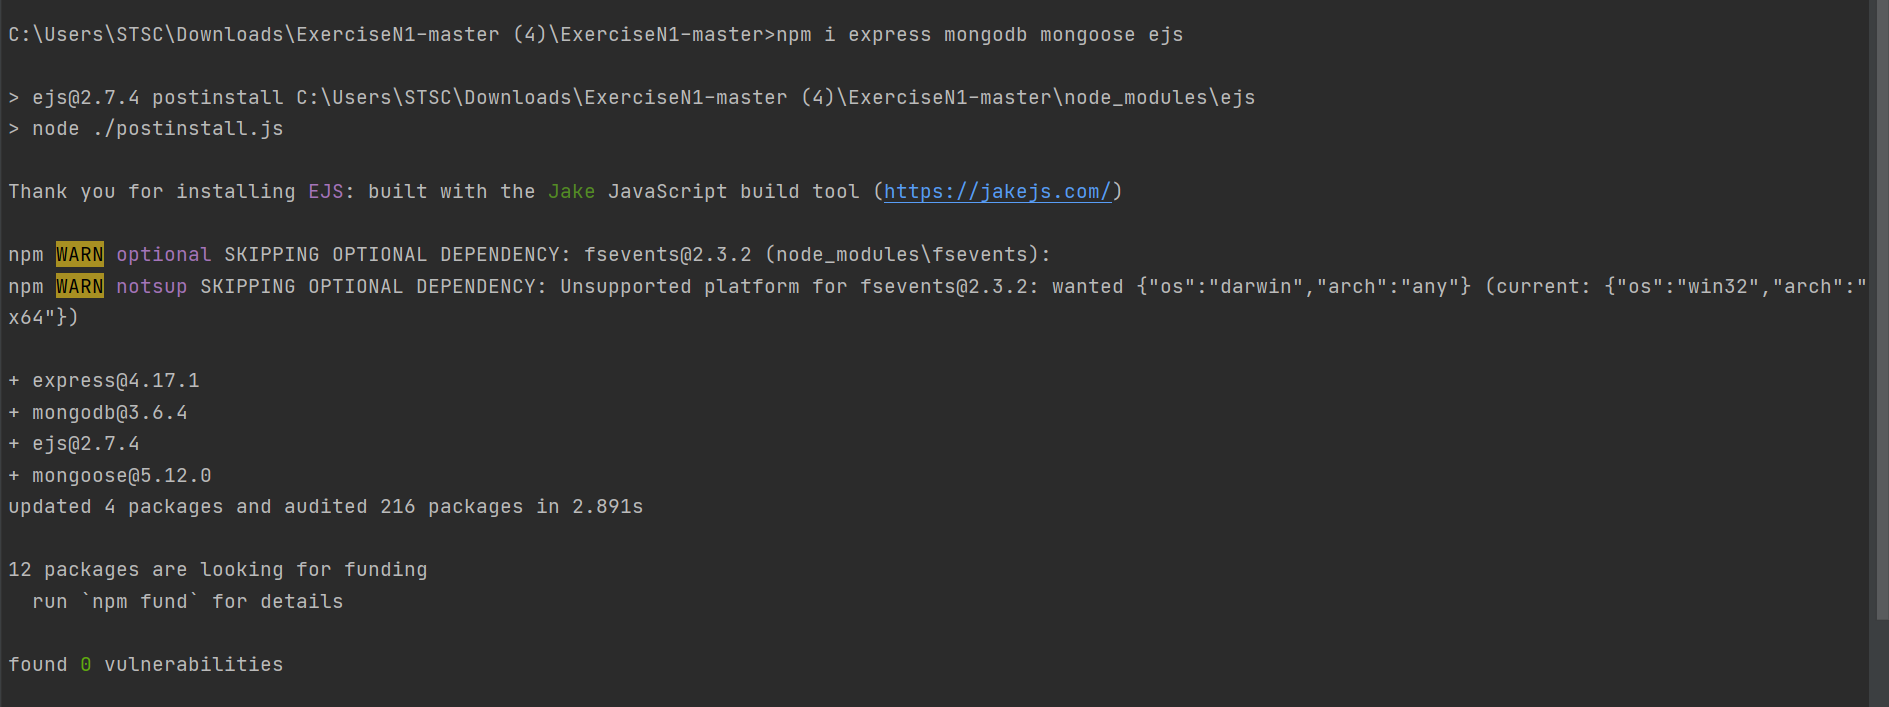 C:\Users\STSC\Downloads\ExerciseN1-master (4)\ExerciseN1-master>npm i express mongodb mongoose ejs
> ejs@2.7.4 postinstall C:\Users\STSC\Downloads\ExerciseN1-master (4)\ExerciseN1-master\node_modules\ejs
> node ./postinstall.js
Thank you for installing EJS: built with the Jake JavaScript build tool (https://jakejs.com/)
npm WARN optional SKIPPING OPTIONAL DEPENDENCY: fsevents@2.3.2 (node_modules\fsevents):
npm WARN notsup SKIPPING OPTIONAL DEPENDENCY: Unsupported platform for fsevents@2.3.2: wanted {"os":"darwin","arch":"any"} (current: {"os":"win32","arch":"
x64"})
+ express@4.17.1
+ mongodb@3.6.4
+ ejs@2.7.4
+ mongoose@5.12.0
updated 4 packages and audited 216 packages in 2.891s
12 packages are looking for funding
  run `npm fund` for details
found 0 vulnerabilities